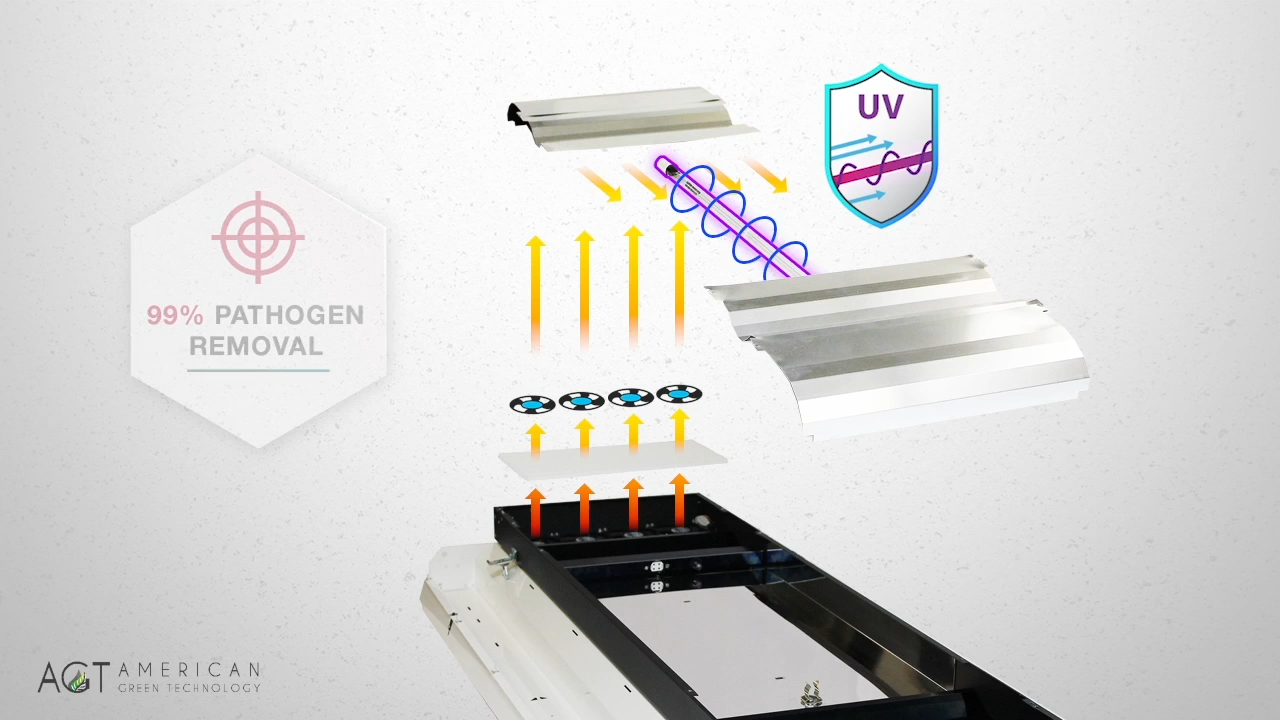 UV
99% PATHOGEN
REMOVAL
AGT AMERICAN
GREEN TECHNOLOGY